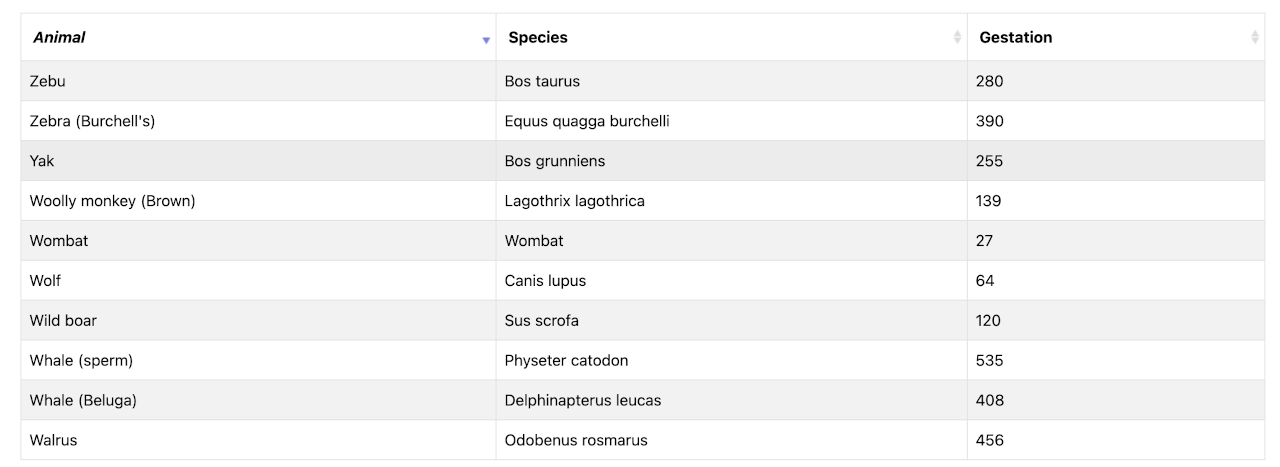 Animal Species Gestation
Zebu Bos taurus 280
Zebra (Burchell's) Equus quagga burchelli 390
Yak Bos grunniens 255
Woolly monkey (Brown) Lagothrix lagothrica 139
Wombat Wombat 27
Wolf Canis lupus 64
Wild boar Sus scrofa 120
Whale (sperm) Physeter catodon 535
Whale (Beluga) Delphinapterus leucas 408
Walrus Odobenus rosmarus 456